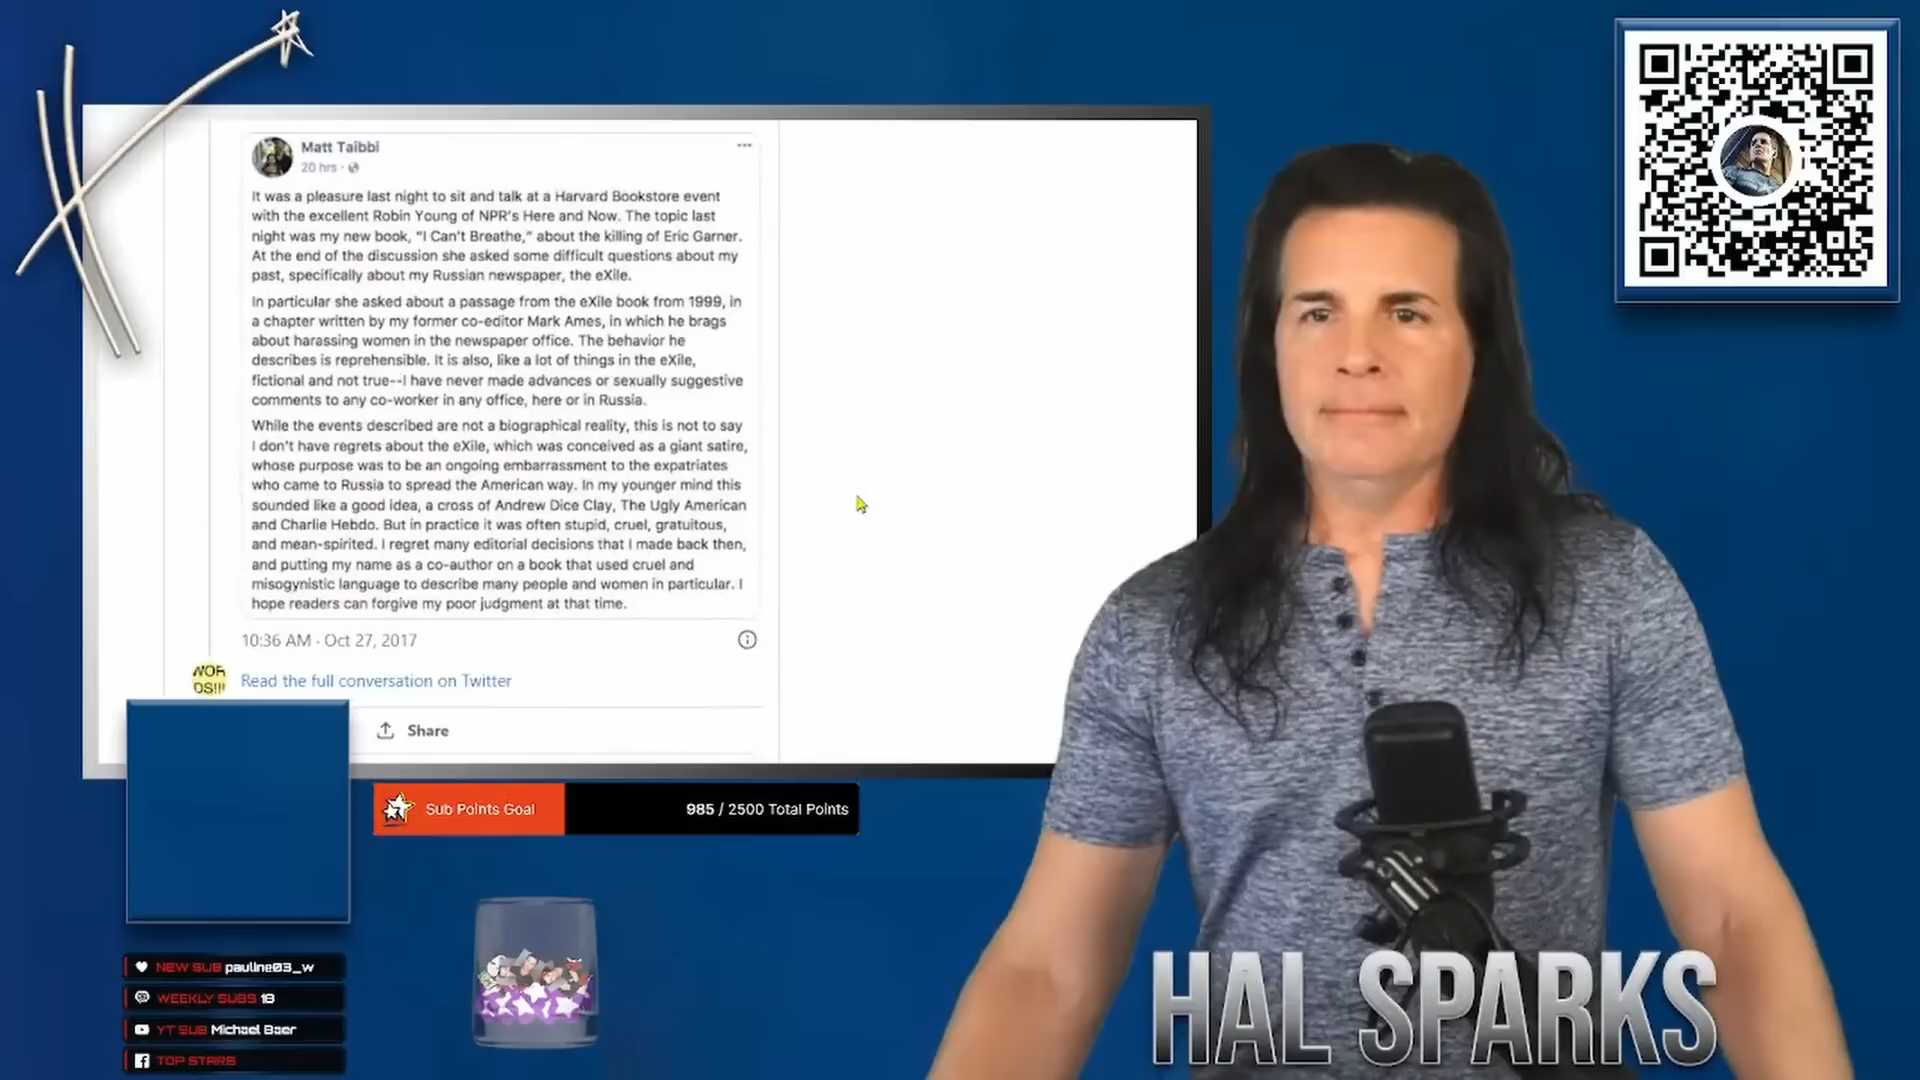 Matt Taibbi
20 hrs ·
It was a pleasure last night to sit and talk at a Harvard Bookstore event
with the excellent Robin Young of NPR's Here and Now. The topic last
night was my new book, "I Can't Breathe," about the killing of Eric Garner.
At the end of the discussion she asked some difficult questions about my
past, specifically about my Russian newspaper, the eXile.
In particular she asked about a passage from the eXile book from 1999, in
a chapter written by my former co-editor Mark Ames, in which he brags
about harassing women in the newspaper office. The behavior he
describes is reprehensible. It is also, like a lot of things in the eXile,
fictional and not true--I have never made advances or sexually suggestive
comments to any co-worker in any office, here or in Russia.
While the events described are not a biographical reality, this is not to say
I don't have regrets about the eXile, which was conceived as a giant satire,
whose purpose was to be an ongoing embarrassment to the expatriates
who came to Russia to spread the American way. In my younger mind this
sounded like a good idea, a cross of Andrew Dice Clay, The Ugly American
and Charlie Hebdo. But in practice it was often stupid, cruel, gratuitous,
and mean-spirited. I regret many editorial decisions that I made back then,
and putting my name as a co-author on a book that used cruel and
misogynistic language to describe many people and women in particular. I
hope readers can forgive my poor judgment at that time.
10:36 AM · Oct 27, 2017
WOR
DS!!!
Read the full conversation on Twitter
Share
Sub Points Goal 985 / 2500 Total Points
NEW SUB pauline03_w
WEEKLY SUBS 18
YT SUB Michael Baer
TOP STARS
HAL SPARKS